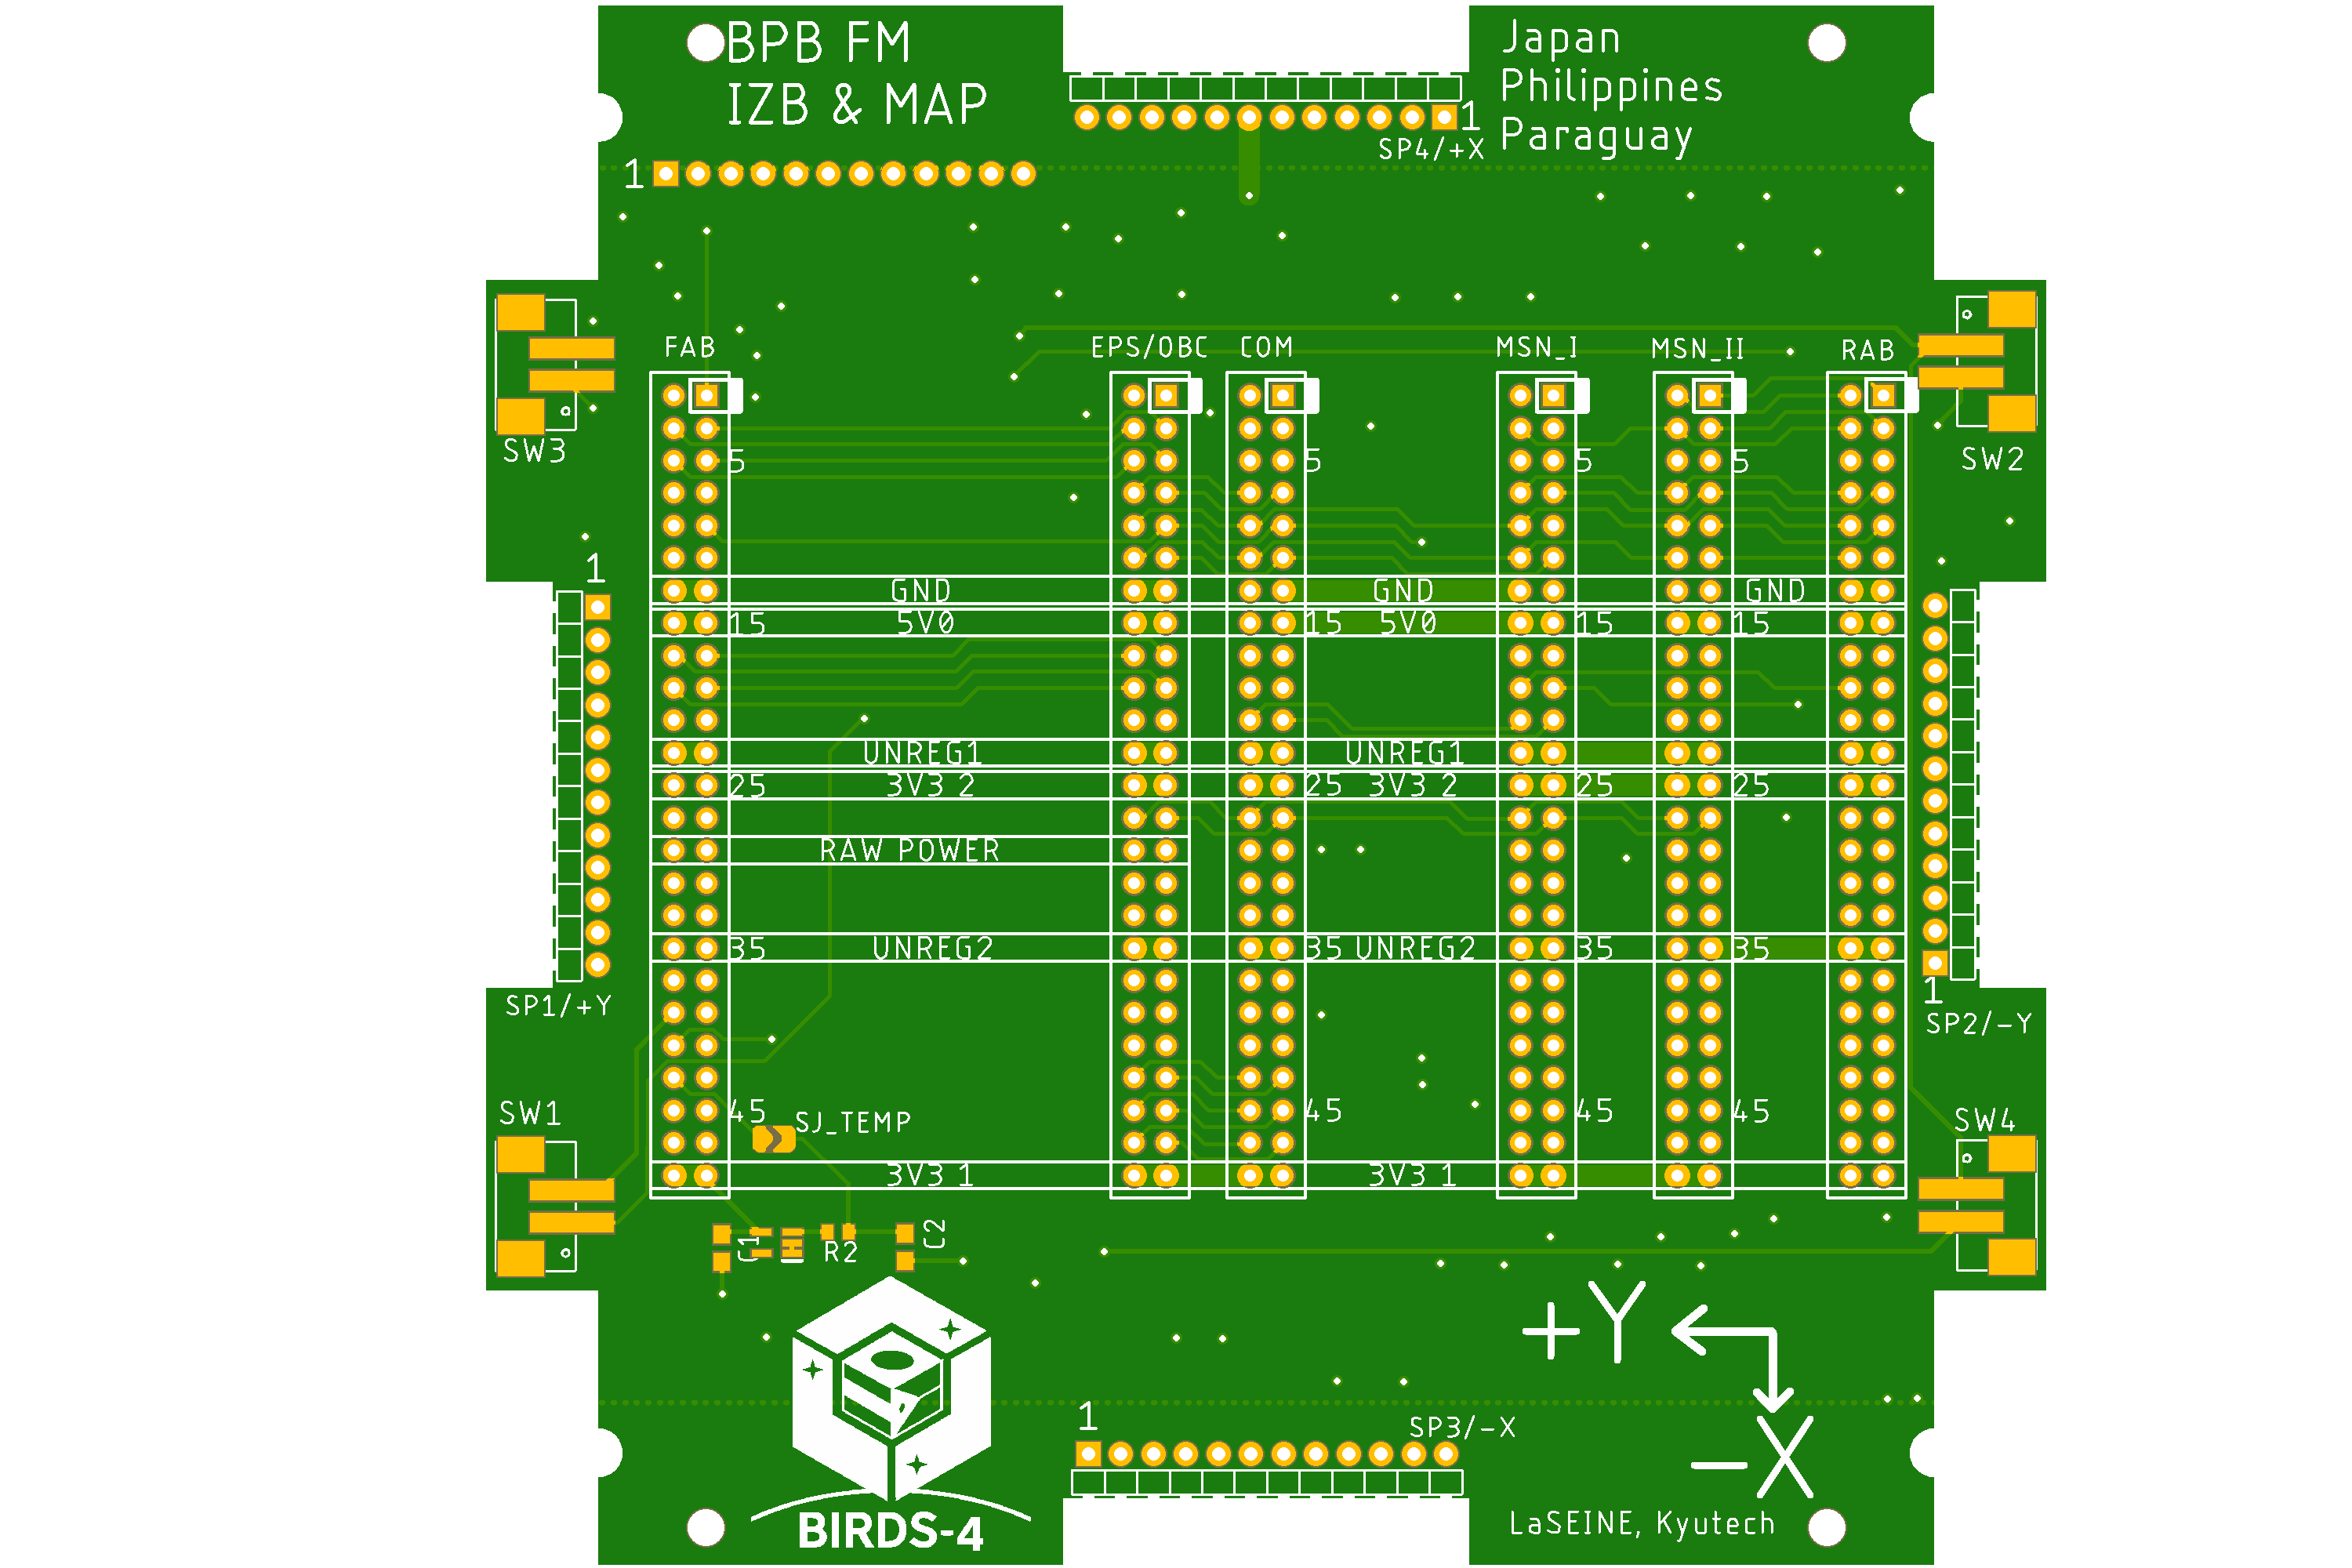 BPB FM
IZB & MAP
Japan
Philippines
Paraguay
1
SP4/+X
1
FAB
EPS/OBC
COM
MSN_I
MSN_II
RAB
SW3
SW2
5
5
5
5
1
GND
GND
GND
15
5V0
15
5V0
15
15
UNREG1
UNREG1
25
3V3 2
25
3V3 2
25
25
RAW POWER
35
UNREG2
35
UNREG2
35
35
SP1/+Y
1
SP2/-Y
SW1
45
SJ_TEMP
45
45
45
SW4
3V3 1
3V3 1
C1
R2
C2
+Y
-X
1
SP3/-X
BIRDS-4
LaSEINE, Kyutech